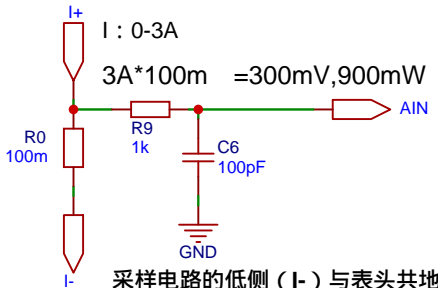 I+
I：0-3A
3A*100m =300mV,900mW
R0
100m
R9
1k
AIN
C6
100pF
GND
I-
采样电路的低侧（I-）与表头共地